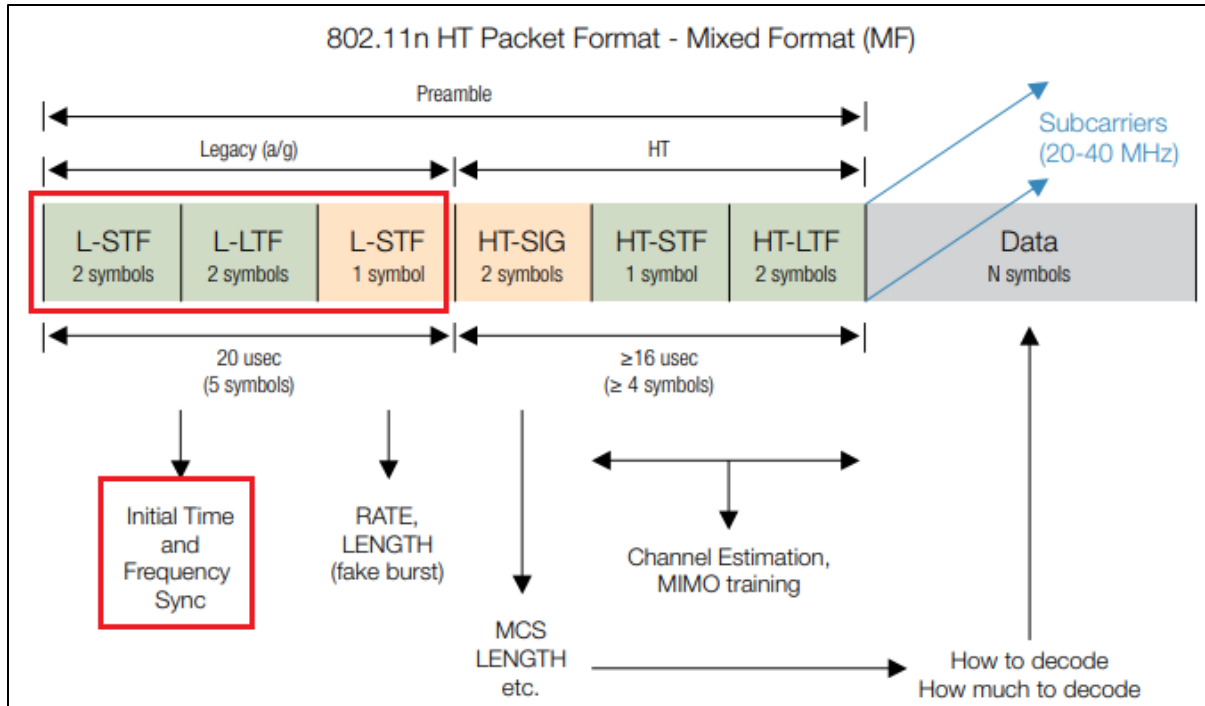 802.11n HT Packet Format - Mixed Format (MF)
Preamble
Subcarriers
(20-40 MHz)
Legacy (a/g)
HT
L-STF
2 symbols
L-LTF
2 symbols
L-STF
1 symbol
HT-SIG
2 symbols
HT-STF
1 symbol
HT-LTF
2 symbols
Data
N symbols
20 usec
(5 symbols)
≥16 usec
(≥ 4 symbols)
Initial Time
and
Frequency
Sync
RATE,
LENGTH
(fake burst)
Channel Estimation,
MIMO training
MCS
LENGTH
etc.
How to decode
How much to decode